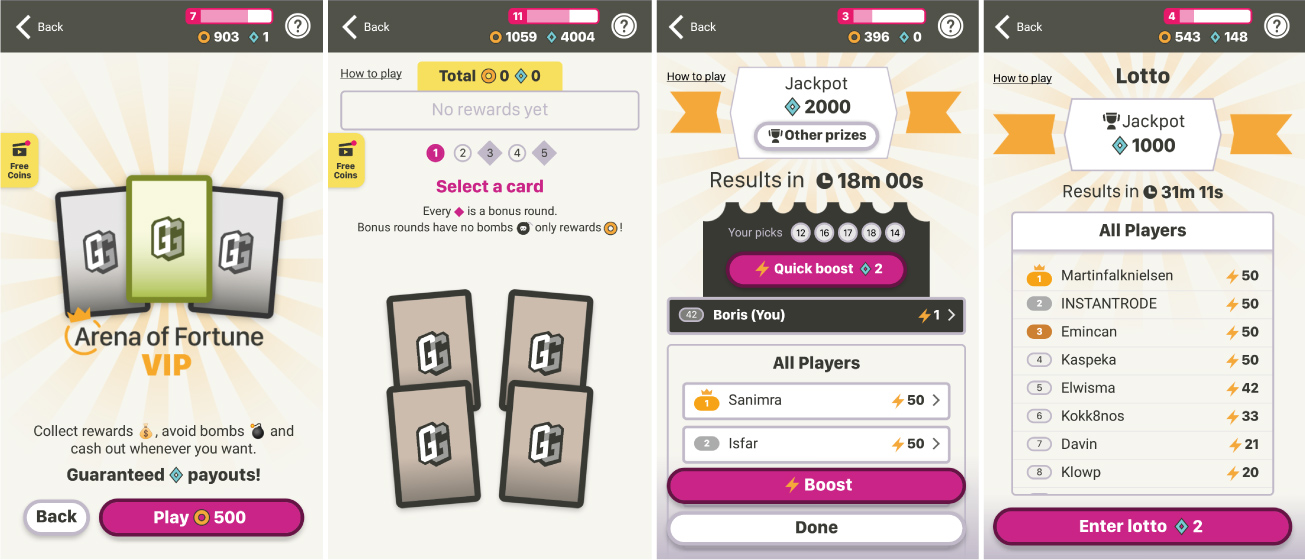 Back
7
903 1
?
Free
Coins
GG
GG
GG
Arena of Fortune
VIP
Collect rewards $, avoid bombs and
cash out whenever you want.
Guaranteed payouts!
Back
Play 500
Back
11
1059 4004
?
How to play
Total 0 0
No rewards yet
Free
Coins
1 2 3 4 5
Select a card
Every is a bonus round.
Bonus rounds have no bombs only rewards !
GG
GG
GG
GG
Back
3
396 0
?
How to play
Jackpot
2000
Other prizes
Results in 18m 00s
Your picks 12 16 17 18 14
Quick boost 2
42 Boris (You) 1
All Players
1 Sanimra 50
2 Isfar 50
Boost
Done
Back
4
543 148
?
How to play
Lotto
Jackpot
1000
Results in 31m 11s
All Players
1 Martinfalknielsen 50
2 INSTANTRODE 50
3 Emincan 50
4 Kaspeka 50
5 Elwisma 42
6 Kokk8nos 33
7 Davin 21
8 Klowp 20
Enter lotto 2